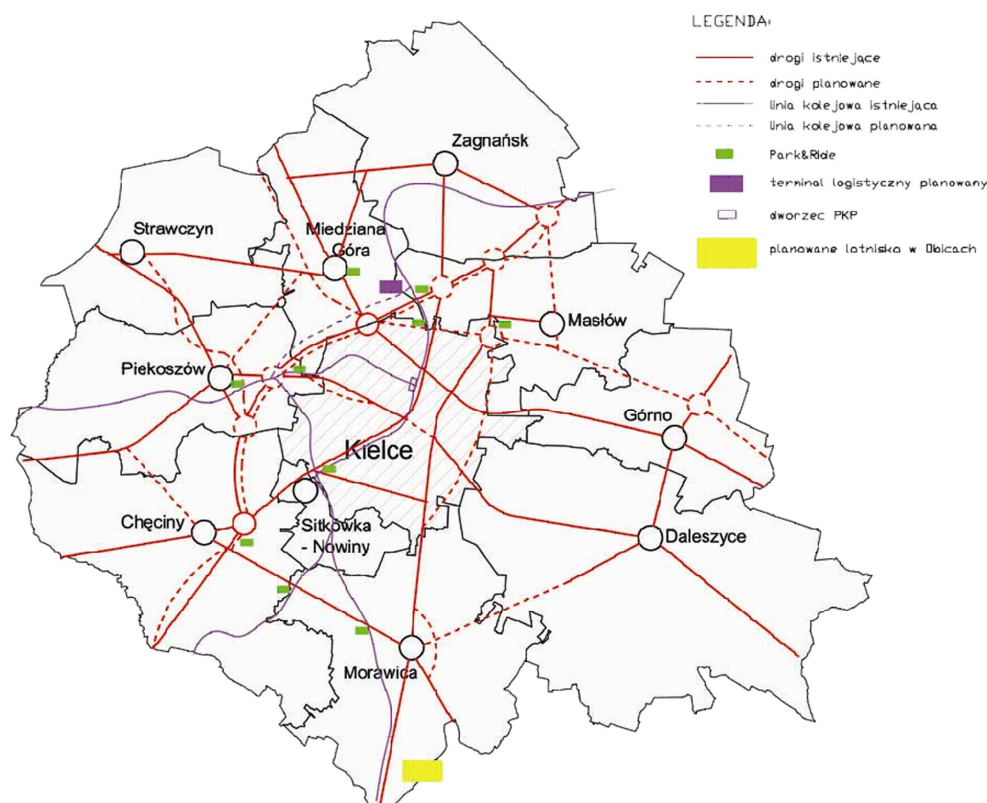 LEGENDA:
drogi istniejące
drogi planowane
linia kolejowa istniejąca
linia kolejowa planowana
Park&Ride
terminal logistyczny planowany
dworzec PKP
planowane lotnisko w Obicach
Zagnańsk
Strawczyn
Miedziana
Góra
Masłów
Piekoszów
Górno
Kielce
Chęciny
Sitkówka
- Nowiny
Daleszyce
Morawica